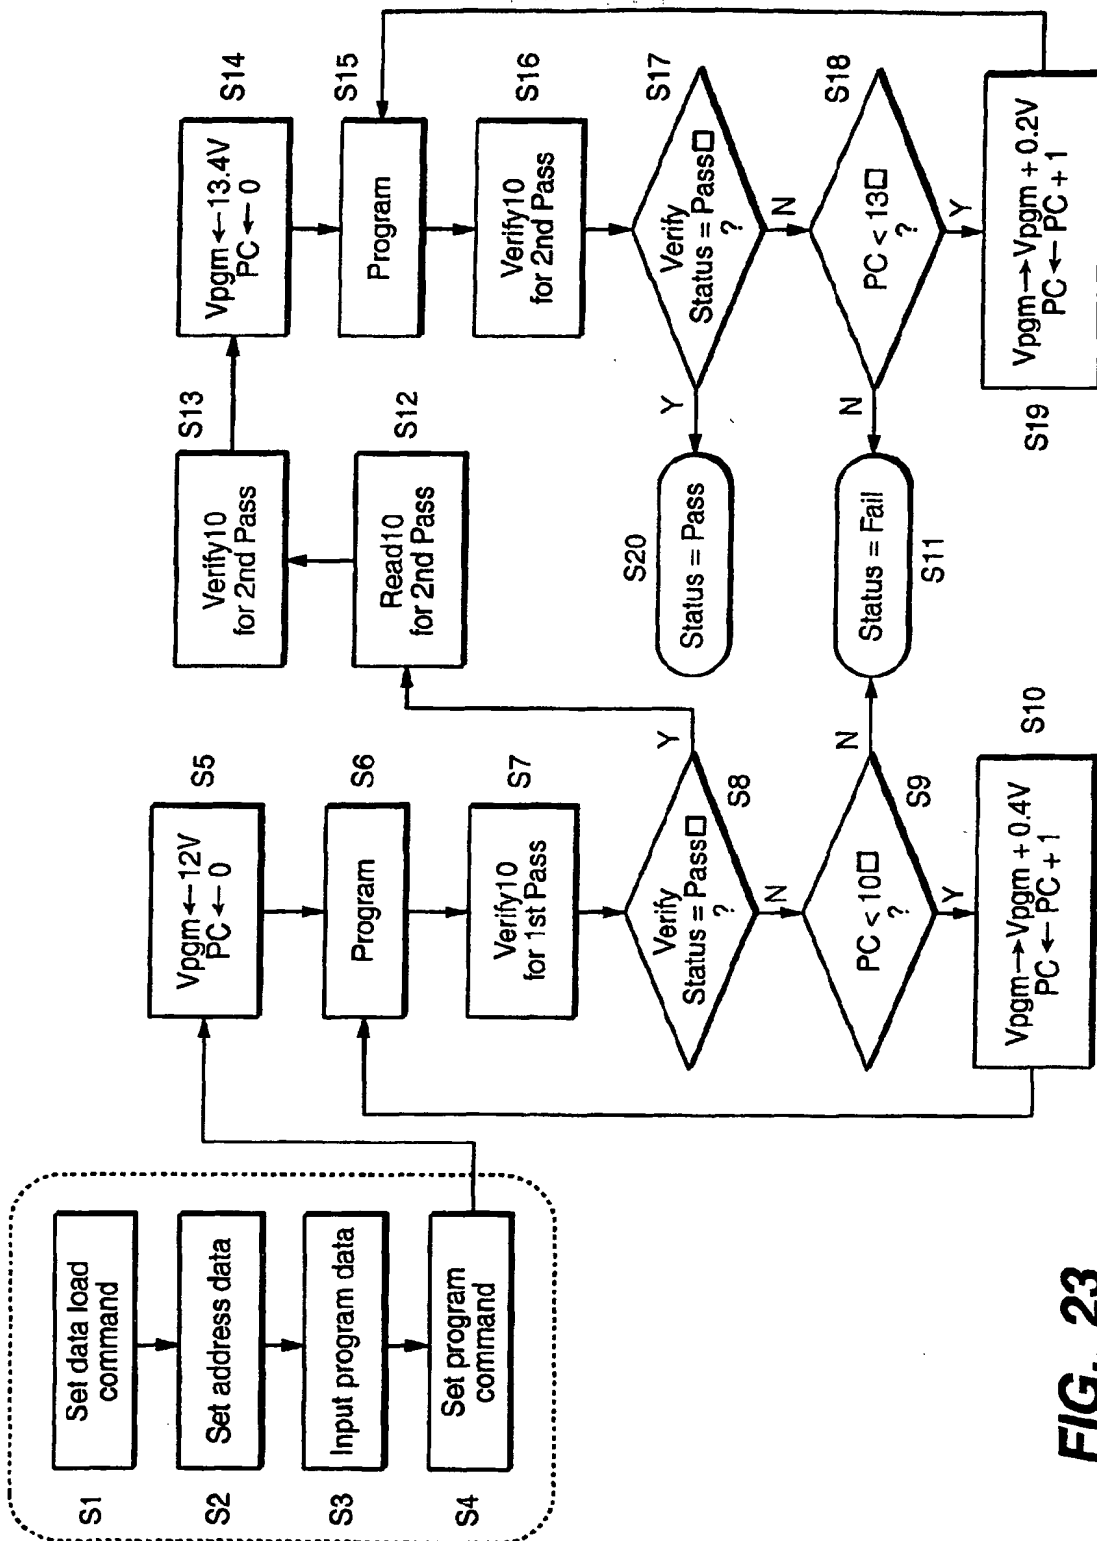 S1
Set data load
command
S2
Set address data
S3
Input program data
S4
Set program
command
Vpgm←12V
PC ← 0
S5
Program
S6
Verify10
for 1st Pass
S7
Verify
Status = Pass□
?
S8
Y
N
PC < 10□
?
S9
N
Y
Vpgm→Vpgm + 0.4V
PC ← PC + 1
S10
Status = Fail
S11
Read10
for 2nd Pass
S12
Verify10
for 2nd Pass
S13
Vpgm←13.4V
PC ← 0
S14
Program
S15
Verify10
for 2nd Pass
S16
Verify
Status = Pass□
?
S17
Y
N
S20
Status = Pass
PC < 13□
?
S18
N
Y
S19
Vpgm→Vpgm + 0.2V
PC ← PC + 1
FIG._23